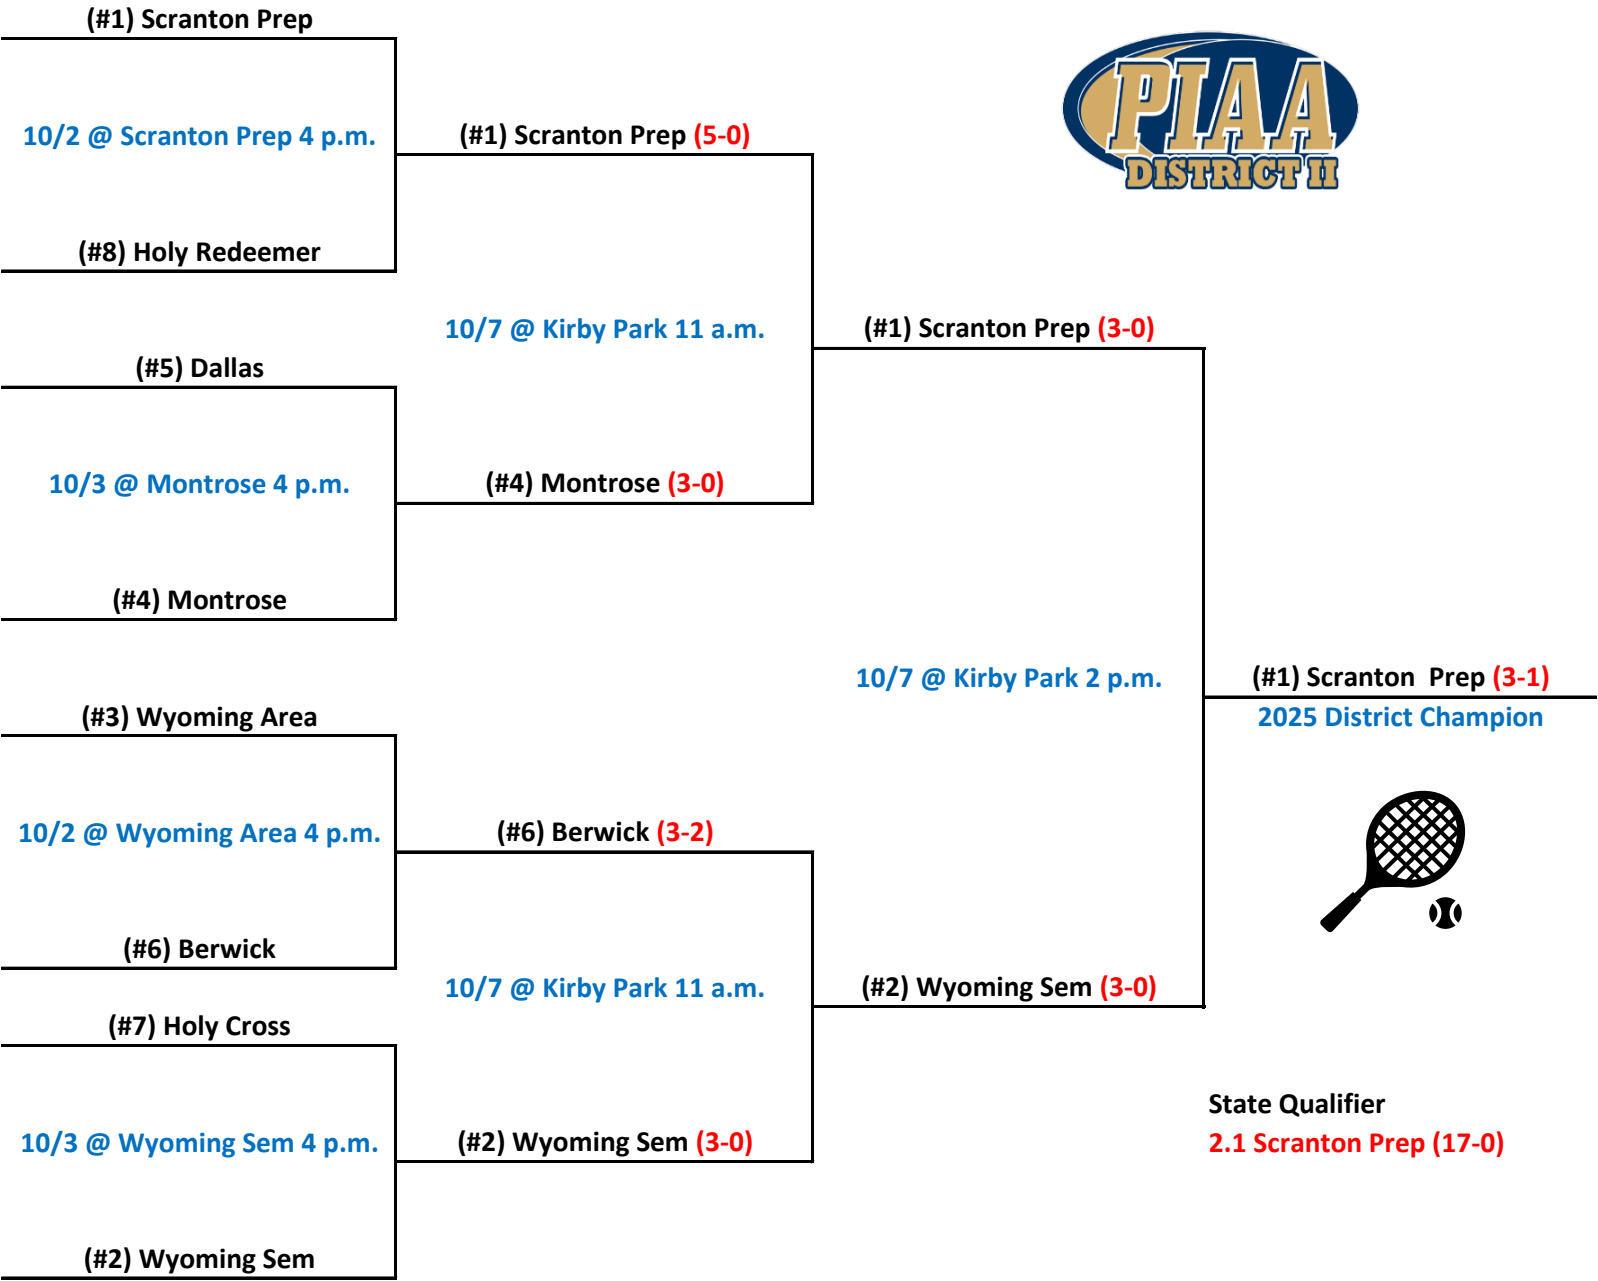 (#1) Scranton Prep
10/2 @ Scranton Prep 4 p.m.
(#1) Scranton Prep (5-0)
PIAA
DISTRICT II
(#8) Holy Redeemer
10/7 @ Kirby Park 11 a.m.
(#1) Scranton Prep (3-0)
(#5) Dallas
10/3 @ Montrose 4 p.m.
(#4) Montrose (3-0)
(#4) Montrose
10/7 @ Kirby Park 2 p.m.
(#1) Scranton  Prep (3-1)
2025 District Champion
(#3) Wyoming Area
10/2 @ Wyoming Area 4 p.m.
(#6) Berwick (3-2)
(#6) Berwick
10/7 @ Kirby Park 11 a.m.
(#2) Wyoming Sem (3-0)
(#7) Holy Cross
10/3 @ Wyoming Sem 4 p.m.
(#2) Wyoming Sem (3-0)
(#2) Wyoming Sem
State Qualifier
2.1 Scranton Prep (17-0)